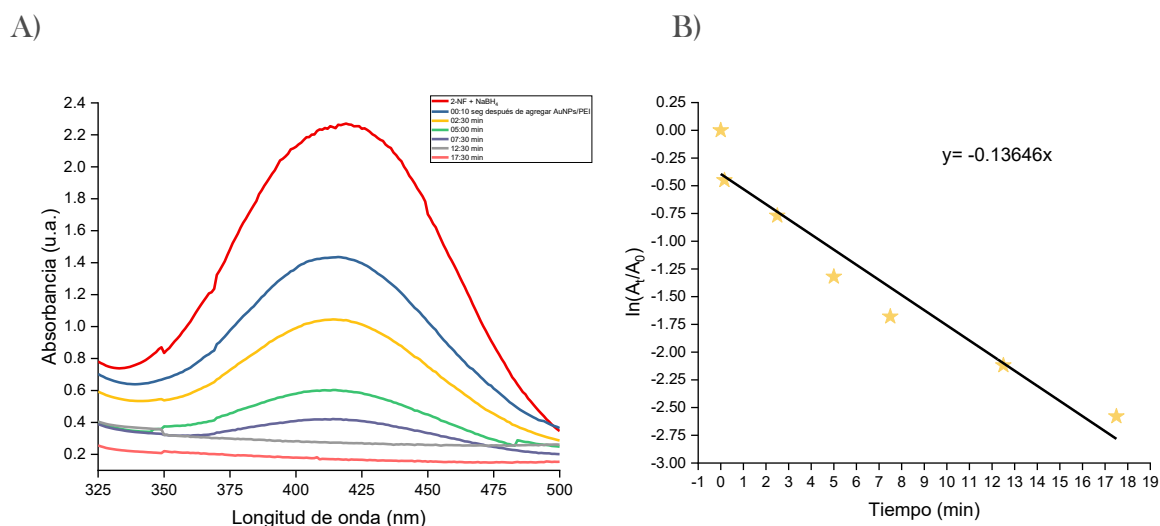 A)
B)
2-NF + NaBH₄
00:10 seg después de agregar AuNPs/PEI
02:30 min
05:00 min
07:30 min
12:30 min
17:30 min
Absorbancia (u.a.)
2.4
2.2
2.0
1.8
1.6
1.4
1.2
1.0
0.8
0.6
0.4
0.2
325 350 375 400 425 450 475 500
Longitud de onda (nm)
y= -0.13646x
ln(Aₜ/A₀)
0.00
-0.25
-0.50
-0.75
-1.00
-1.25
-1.50
-1.75
-2.00
-2.25
-2.50
-2.75
-3.00
-1 0 1 2 3 4 5 6 7 8 9 10 11 12 13 14 15 16 17 18 19
Tiempo (min)